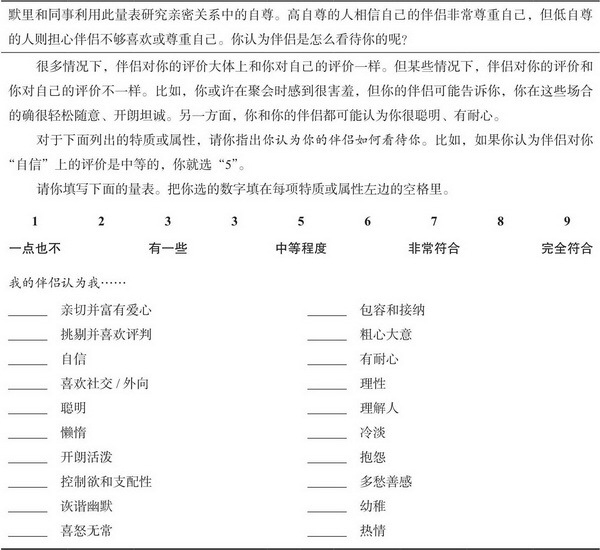 默里和同事利用此量表研究亲密关系中的自尊。高自尊的人相信自己的伴侣非常尊重自己，但低自尊
的人则担心伴侣不够喜欢或尊重自己。你认为伴侣是怎么看待你的呢？
很多情况下，伴侣对你的评价大体上和你对自己的评价一样。但某些情况下，伴侣对你的评价和
你对自己的评价不一样。比如，你或许在聚会时感到很害羞，但你的伴侣可能告诉你，你在这些场合
的确很轻松随意、开朗坦诚。另一方面，你和你的伴侣都可能认为你很聪明、有耐心。
对于下面列出的特质或属性，请你指出你认为你的伴侣如何看待你。比如，如果你认为伴侣对你
“自信”上的评价是中等的，你就选“5”。
请你填写下面的量表。把你选的数字填在每项特质或属性左边的空格里。
1 2 3 3 5 6 7 8 9
一点也不 有一些 中等程度 非常符合 完全符合
我的伴侣认为我……
______ 亲切并富有爱心 ______ 包容和接纳
______ 挑剔并喜欢评判 ______ 粗心大意
______ 自信 ______ 有耐心
______ 喜欢社交 / 外向 ______ 理性
______ 聪明 ______ 理解人
______ 懒惰 ______ 冷淡
______ 开朗活泼 ______ 抱怨
______ 控制欲和支配性 ______ 多愁善感
______ 诙谐幽默 ______ 幼稚
______ 喜怒无常 ______ 热情